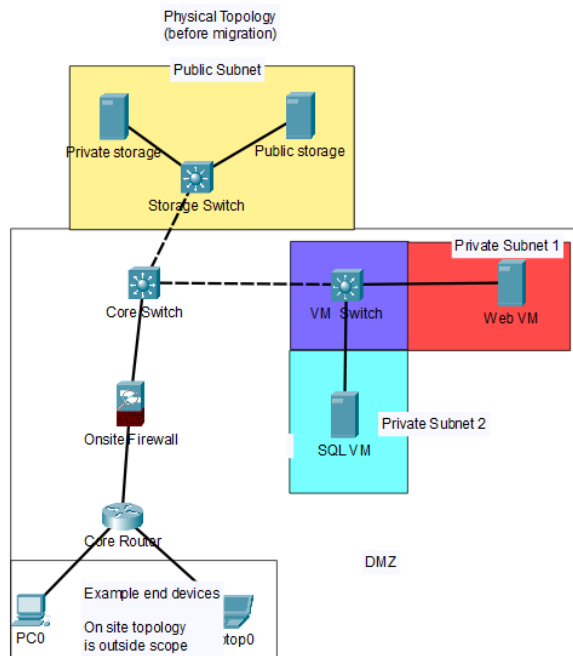 Physical Topology
(before migration)
Public Subnet
Private storage
Public storage
Storage Switch
Private Subnet 1
Core Switch
VM Switch
Web VM
Onsite Firewall
Private Subnet 2
SQL VM
Core Router
DMZ
Example end devices
On site topology
is outside scope
PC0
ptop0